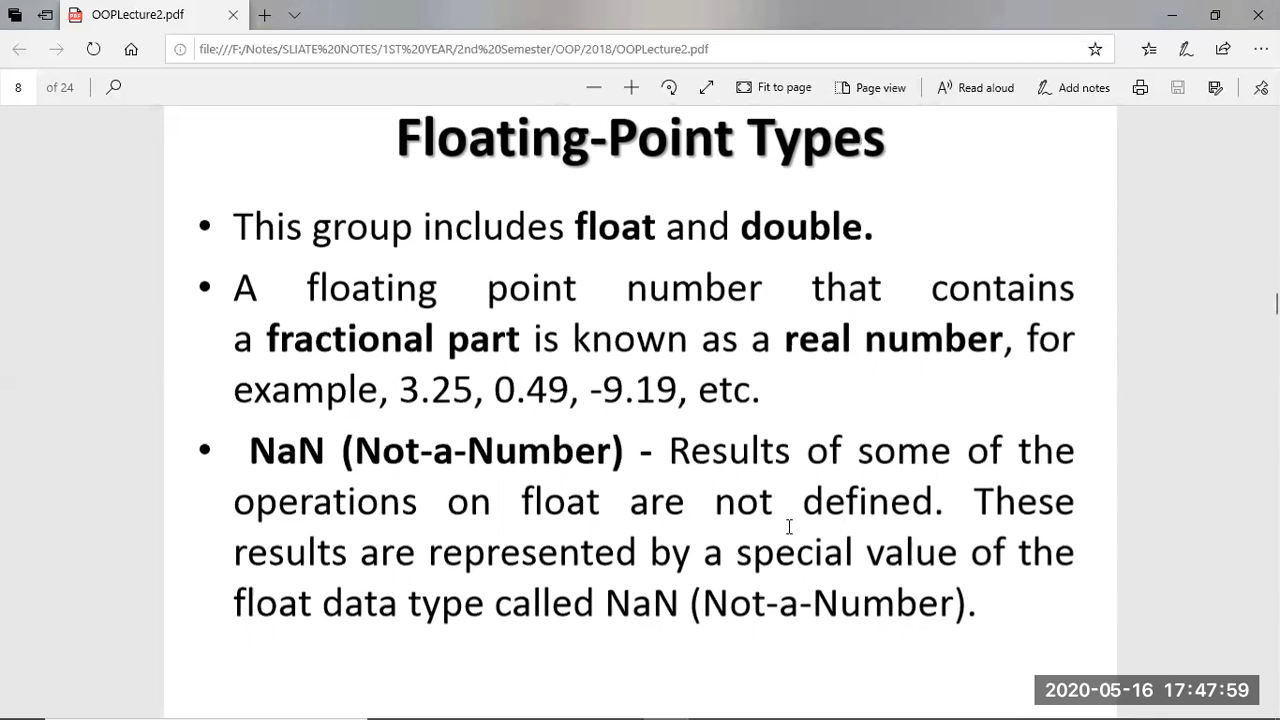 OOPLecture2.pdf
file:///F:/Notes/SLIATE%20NOTES/1ST%20YEAR/2nd%20Semester/OOP/2018/OOPLecture2.pdf
8 of 24 Fit to page Page view Read aloud Add notes
Floating-Point Types
• This group includes float and double.
• A floating point number that contains
a fractional part is known as a real number, for
example, 3.25, 0.49, -9.19, etc.
• NaN (Not-a-Number) - Results of some of the
operations on float are not defined. These
results are represented by a special value of the
float data type called NaN (Not-a-Number).
2020-05-16 17:47:59